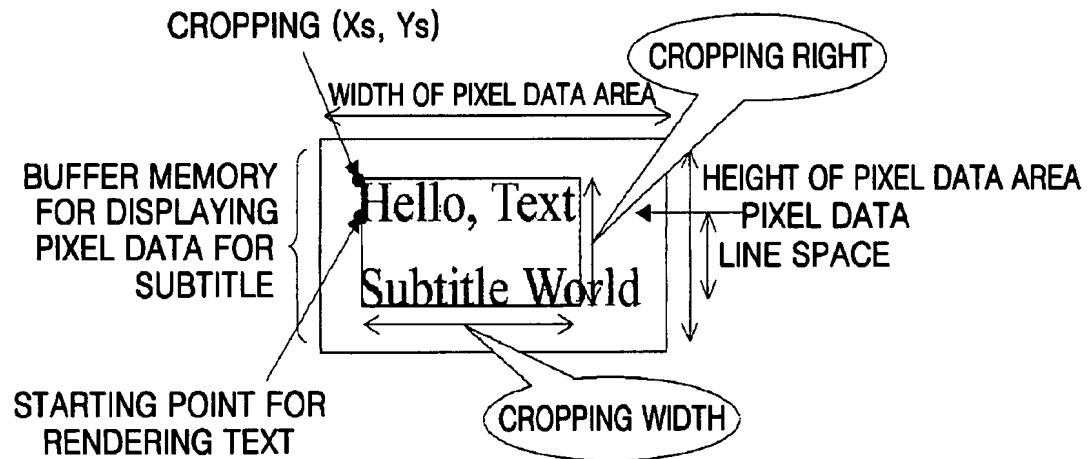 CROPPING (Xs, Ys)
CROPPING RIGHT
WIDTH OF PIXEL DATA AREA
BUFFER MEMORY
FOR DISPLAYING
PIXEL DATA FOR
SUBTITLE
Hello, Text
Subtitle World
HEIGHT OF PIXEL DATA AREA
PIXEL DATA
LINE SPACE
STARTING POINT FOR
RENDERING TEXT
CROPPING WIDTH